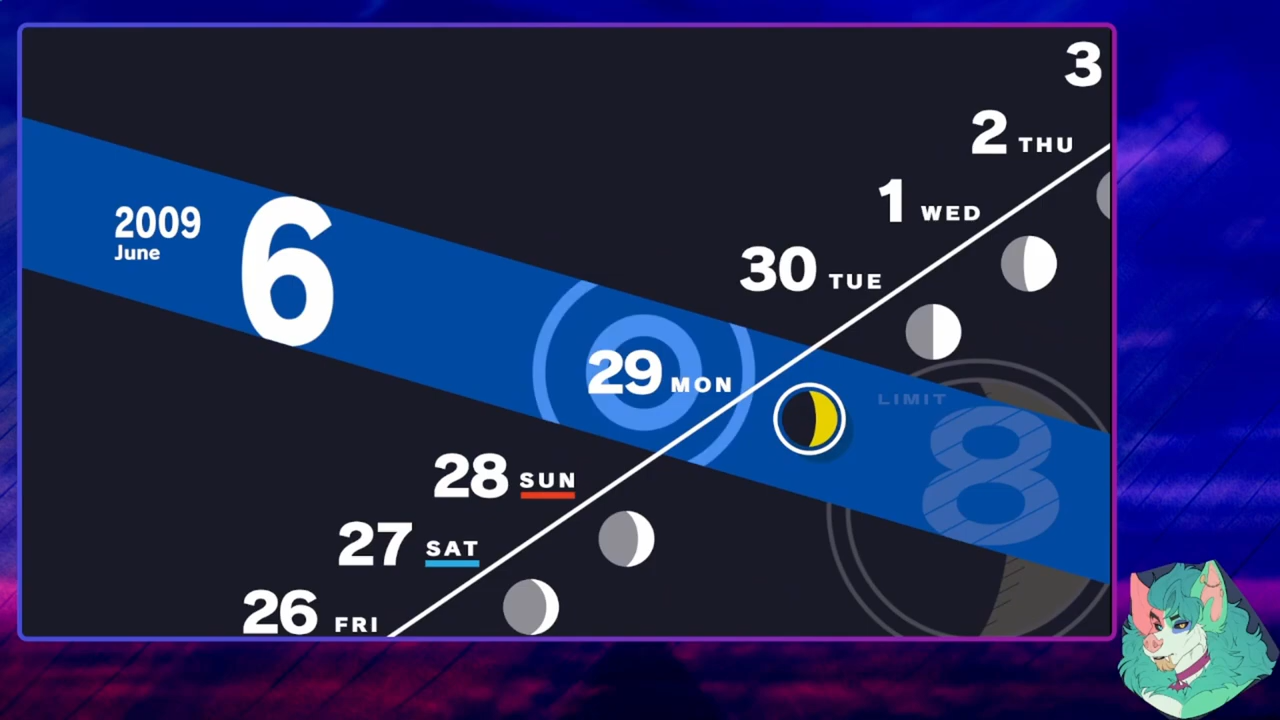 3
2 THU
1 WED
2009
June
6
30 TUE
29 MON
LIMIT
8
28 SUN
27 SAT
26 FRI